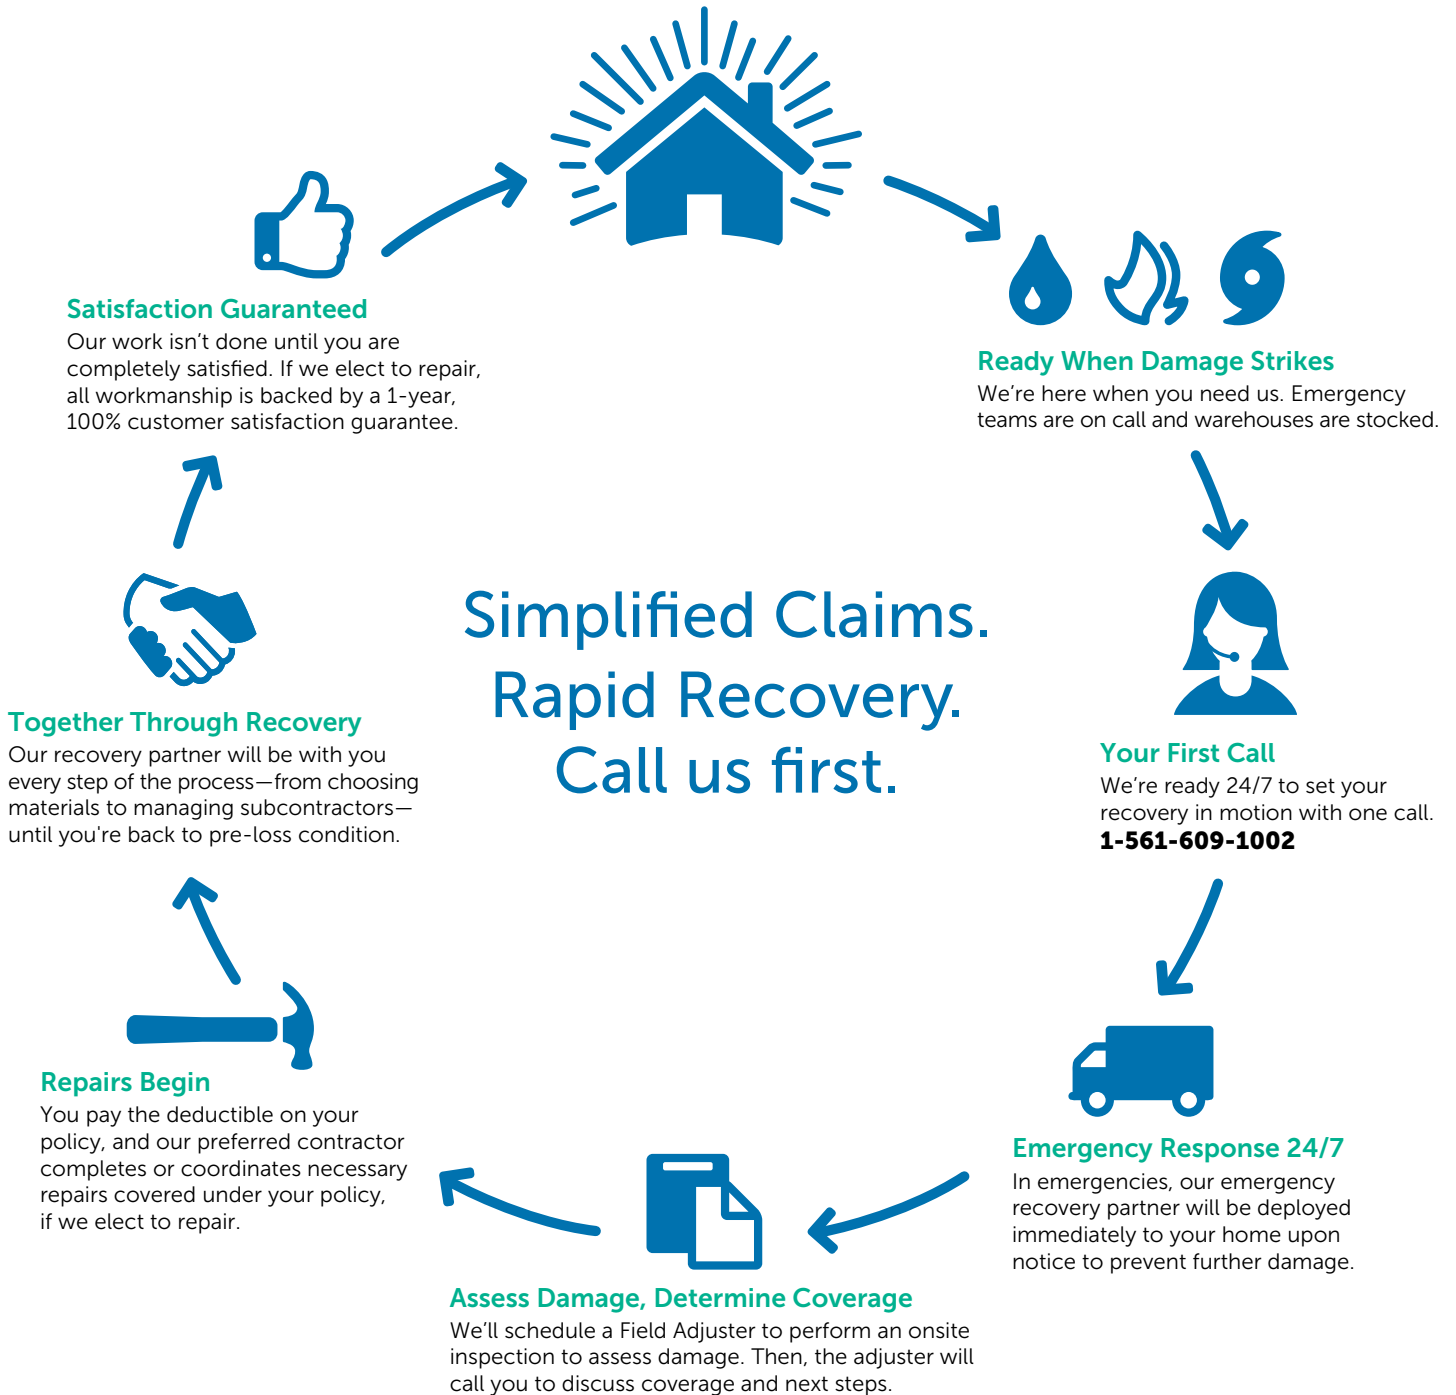 Satisfaction Guaranteed
Our work isn’t done until you are
completely satisfied. If we elect to repair,
all workmanship is backed by a 1-year,
100% customer satisfaction guarantee.
Ready When Damage Strikes
We’re here when you need us. Emergency
teams are on call and warehouses are stocked.
Simplified Claims.
Rapid Recovery.
Call us first.
Together Through Recovery
Our recovery partner will be with you
every step of the process—from choosing
materials to managing subcontractors—
until you're back to pre-loss condition.
Your First Call
We’re ready 24/7 to set your
recovery in motion with one call.
1-561-609-1002
Repairs Begin
You pay the deductible on your
policy, and our preferred contractor
completes or coordinates necessary
repairs covered under your policy,
if we elect to repair.
Emergency Response 24/7
In emergencies, our emergency
recovery partner will be deployed
immediately to your home upon
notice to prevent further damage.
Assess Damage, Determine Coverage
We’ll schedule a Field Adjuster to perform an onsite
inspection to assess damage. Then, the adjuster will
call you to discuss coverage and next steps.